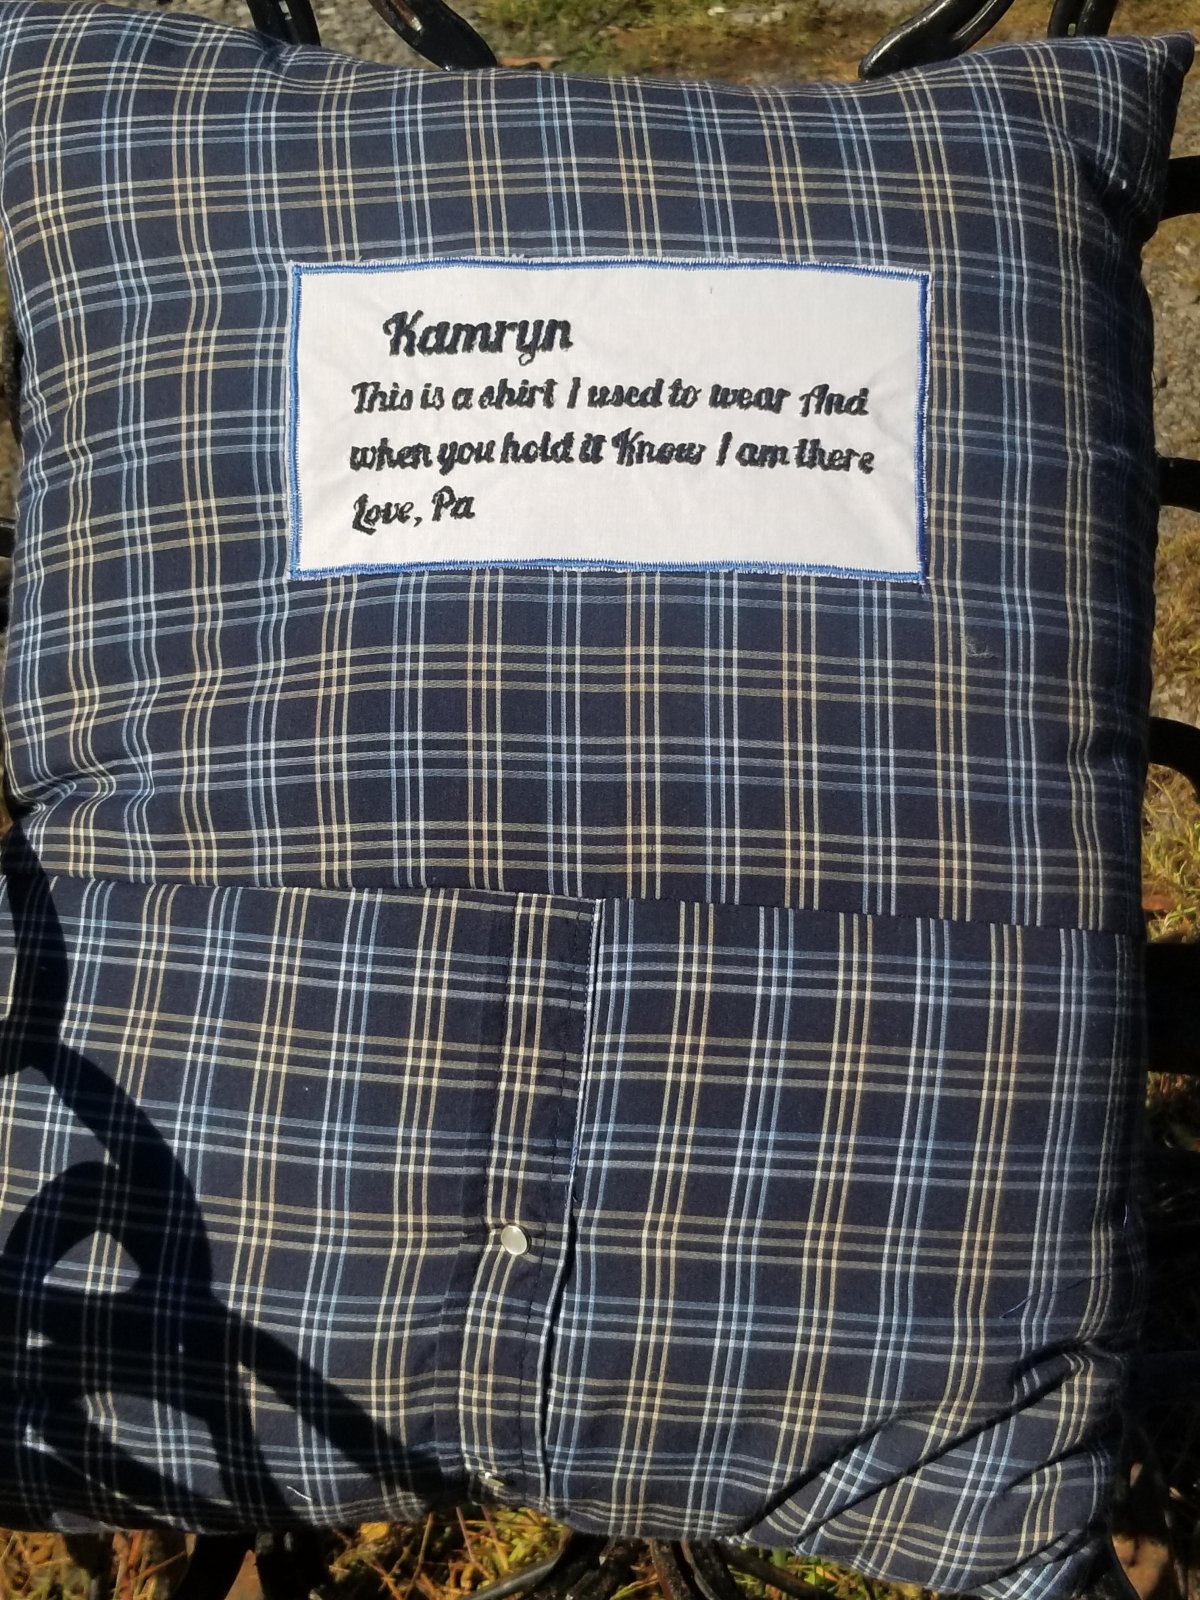 Kamryn
This is a shirt I used to wear And
when you hold it Know I am there
Love, Pa